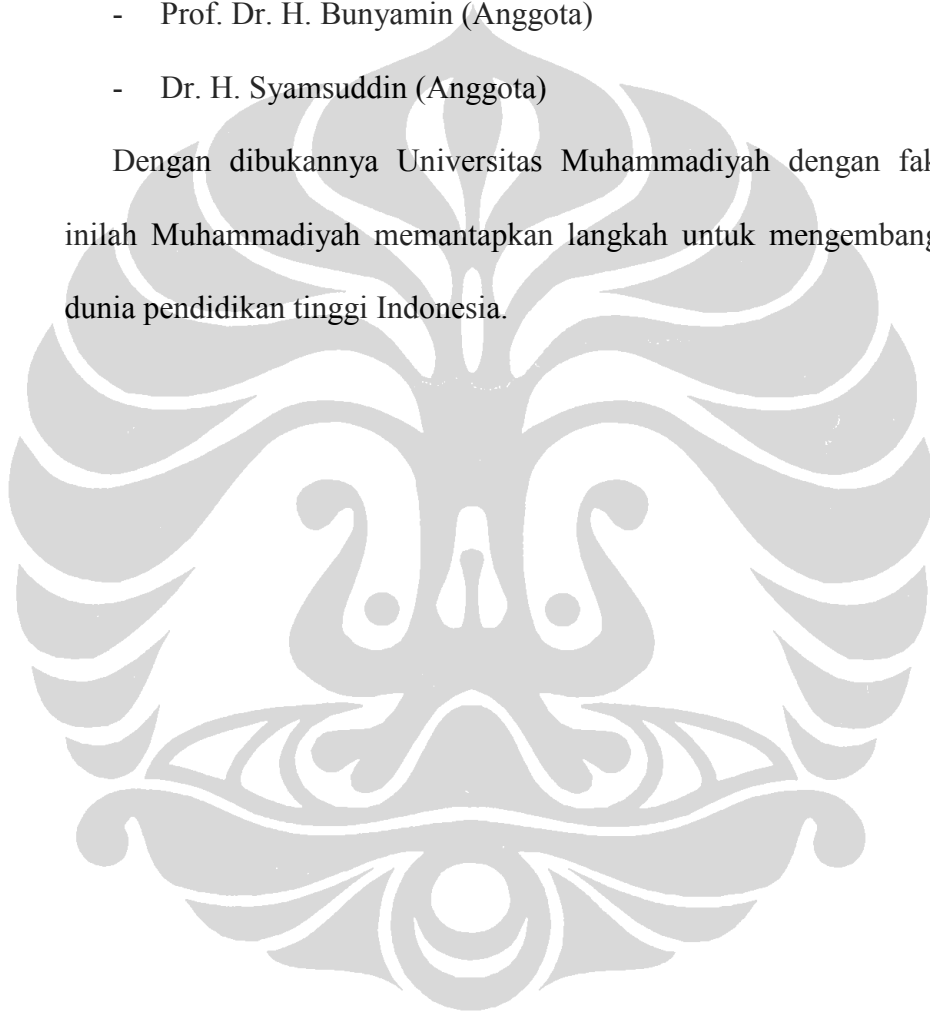 - Prof. Dr. H. Bunyamin (Anggota)
- Dr. H. Syamsuddin (Anggota)
Dengan dibukannya Universitas Muhammadiyah dengan fak
inilah Muhammadiyah memantapkan langkah untuk mengembang
dunia pendidikan tinggi Indonesia.